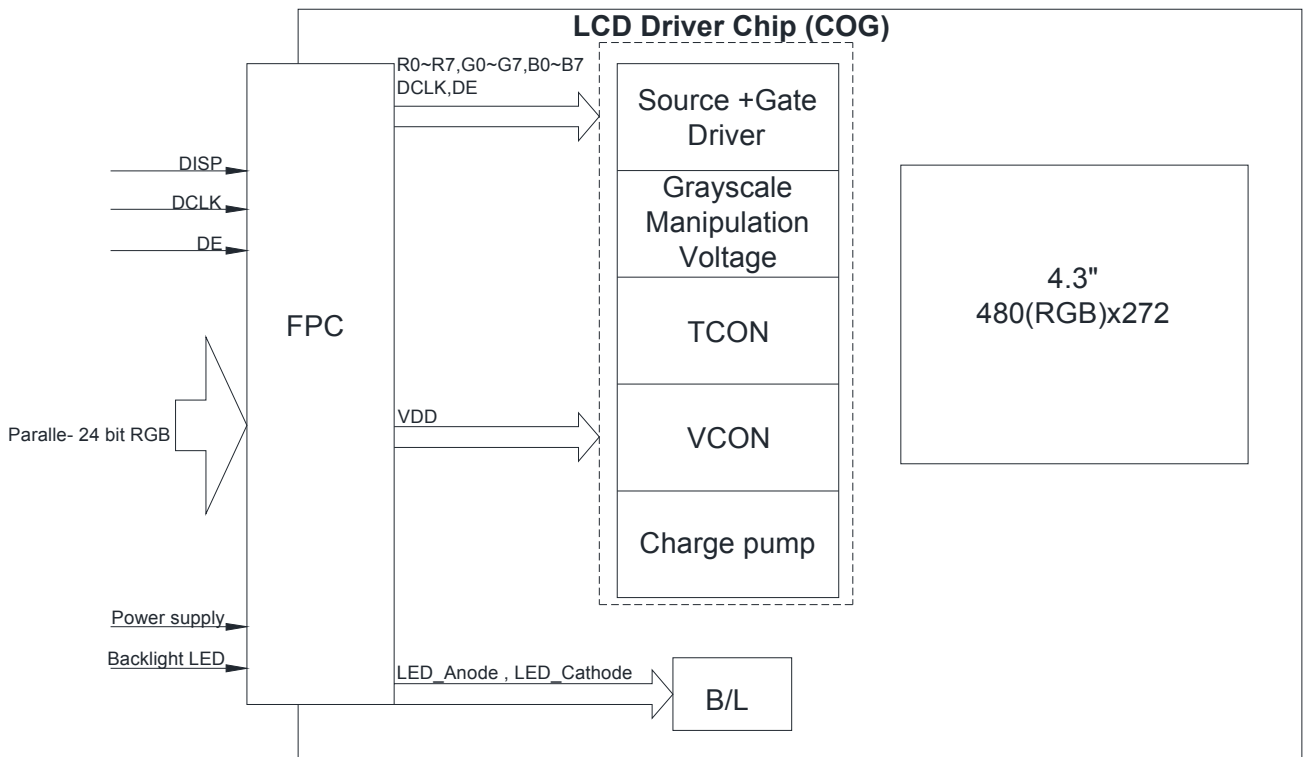 LCD Driver Chip (COG)
R0~R7,G0~G7,B0~B7
DCLK,DE
Source +Gate
Driver
DISP
Grayscale
Manipulation
Voltage
DCLK
DE
4.3"
480(RGB)x272
FPC
TCON
VDD
Paralle- 24 bit RGB
VCON
Charge pump
Power supply
Backlight LED
LED_Anode , LED_Cathode
B/L